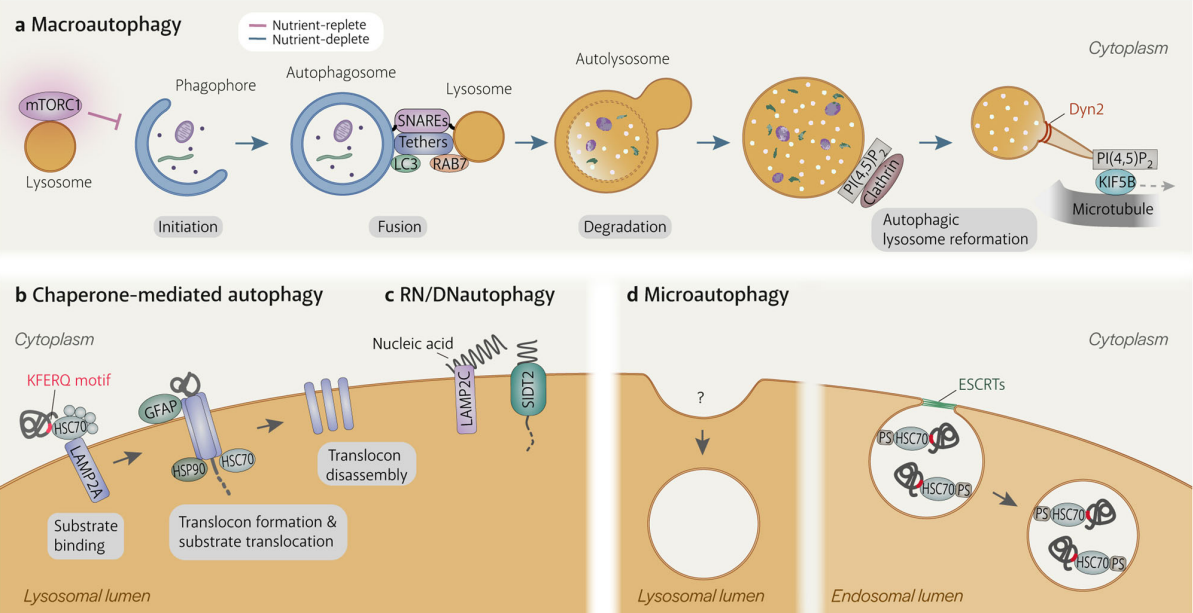 a Macroautophagy
Nutrient-replete
Nutrient-deplete
Cytoplasm
mTORC1
Lysosome
Phagophore
Initiation
Autophagosome
Lysosome
SNAREs
Tethers
LC3
RAB7
Fusion
Autolysosome
Degradation
PI(4,5)P2
Clathrin
Autophagic
lysosome reformation
Dyn2
PI(4,5)P2
KIF5B
Microtubule
b Chaperone-mediated autophagy
Cytoplasm
KFERQ motif
HSC70
LAMP2A
Substrate
binding
GFAP
HSP90
HSC70
Translocon formation &
substrate translocation
Translocon
disassembly
Lysosomal lumen
c RN/DNautophagy
Nucleic acid
LAMP2C
SIDT2
d Microautophagy
Cytoplasm
?
Lysosomal lumen
ESCRTs
PS HSC70
HSC70 PS
PS HSC70
HSC70 PS
Endosomal lumen